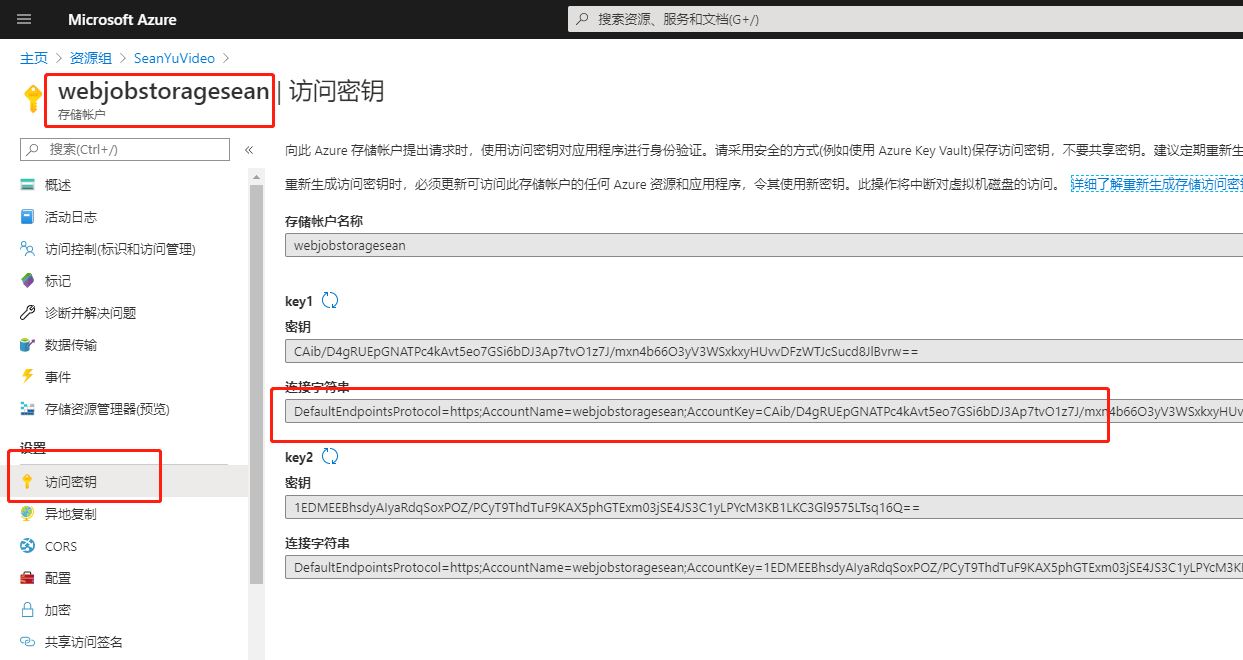 Microsoft Azure
搜索资源、服务和文档(G+/)
主页 > 资源组 > SeanYuVideo >
webjobstoragesean | 访问密钥
存储帐户
搜索(Ctrl+/)
«
概述
活动日志
访问控制(标识和访问管理)
标记
诊断并解决问题
数据传输
事件
存储资源管理器(预览)
设置
访问密钥
异地复制
CORS
配置
加密
共享访问签名
向此 Azure 存储帐户提出请求时，使用访问密钥对应用程序进行身份验证。请采用安全的方式(例如使用 Azure Key Vault)保存访问密钥，不要共享密钥。建议定期重新生
重新生成访问密钥时，必须更新可访问此存储帐户的任何 Azure 资源和应用程序，令其使用新密钥。此操作将中断对虚拟机磁盘的访问。 详细了解重新生成存储访问密钥
存储帐户名称
webjobstoragesean
key1
密钥
CAib/D4gRUEpGNATPc4kAvt5eo7GSi6bDJ3Ap7tvO1z7J/mxn4b66O3yV3WSxkxyHUvvDFzWTJcSucd8JlBvrw==
连接字符串
DefaultEndpointsProtocol=https;AccountName=webjobstoragesean;AccountKey=CAib/D4gRUEpGNATPc4kAvt5eo7GSi6bDJ3Ap7tvO1z7J/mxn4b66O3yV3WSxkxyHUv
key2
密钥
1EDMEEBhsdyAIyaRdqSoxPOZ/PCyT9ThdTuF9KAX5phGTExm03jSE4JS3C1yLPYcM3KB1LKC3Gl9575LTsq16Q==
连接字符串
DefaultEndpointsProtocol=https;AccountName=webjobstoragesean;AccountKey=1EDMEEBhsdyAIyaRdqSoxPOZ/PCyT9ThdTuF9KAX5phGTExm03jSE4JS3C1yLPYcM3K